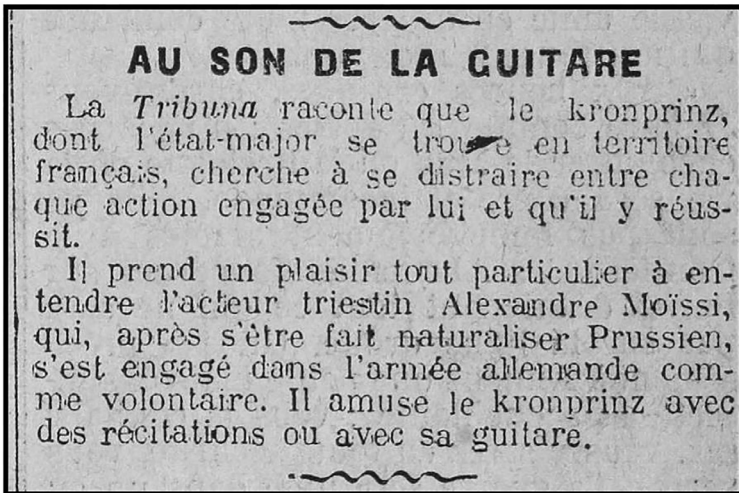 AU SON DE LA GUITARE
La Tribuna raconte que le kronprinz,
dont l'état-major se trouve en territoire
français, cherche à se distraire entre cha-
que action engagée par lui et qu'il y réus-
sit.
Il prend un plaisir tout particulier à en-
tendre l'acteur triestin Alexandre Moïssi,
qui, après s'être fait naturaliser Prussien,
s'est engagé dans l'armée allemande com-
me volontaire. Il amuse le kronprinz avec
des récitations ou avec sa guitare.